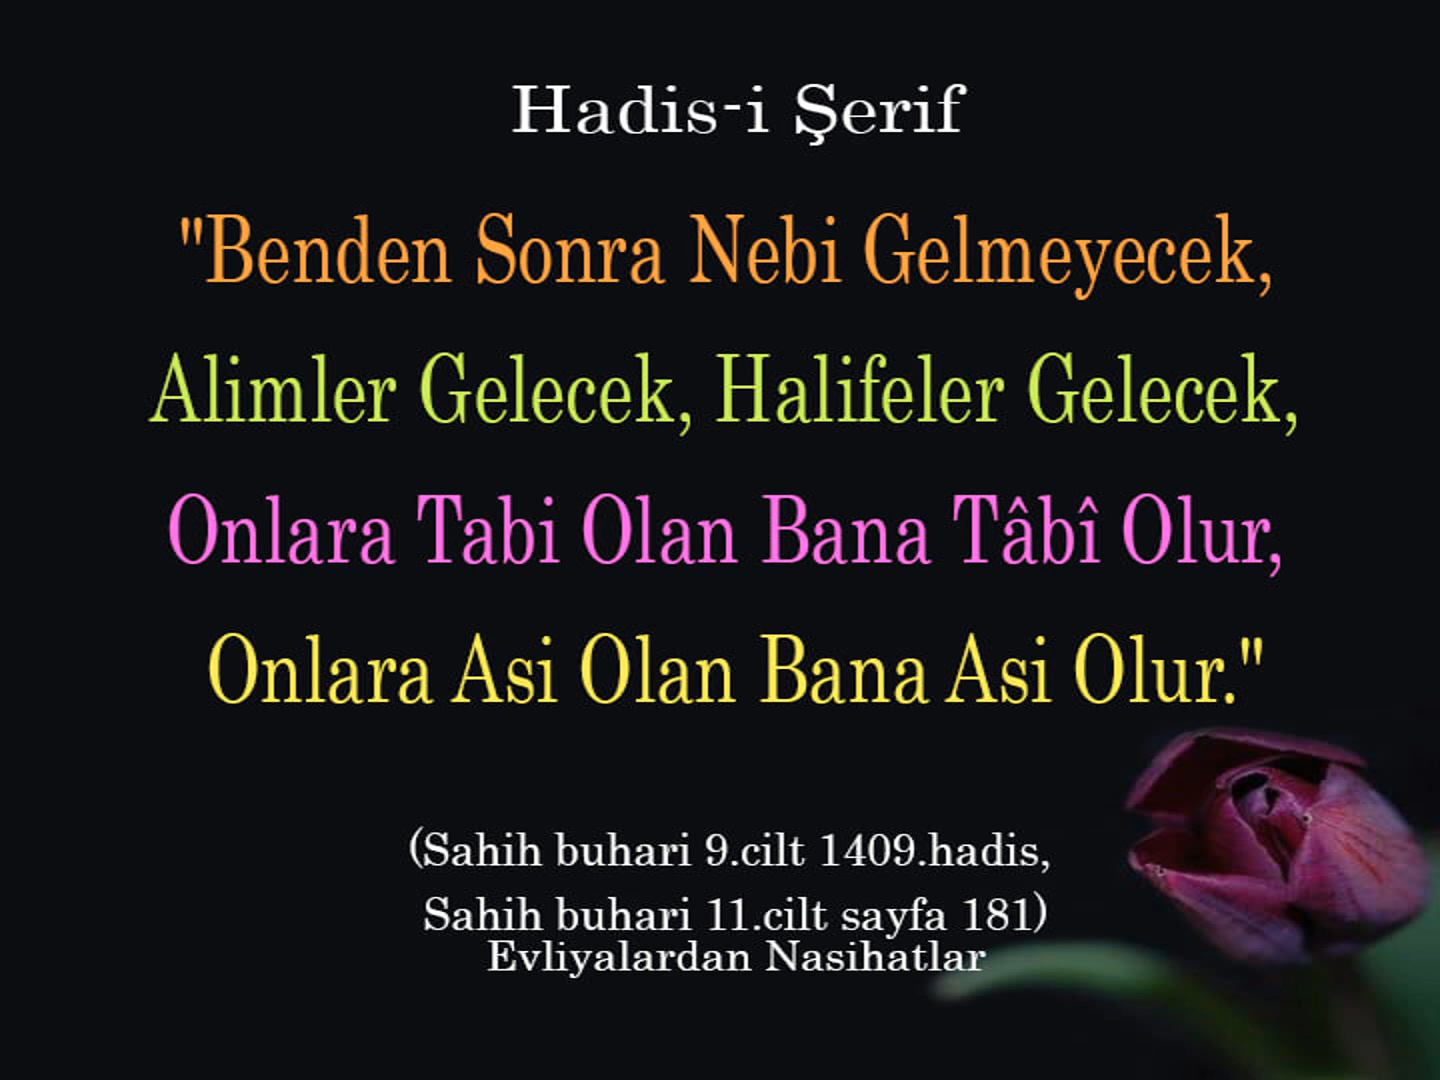 Hadis-i Şerif
"Benden Sonra Nebi Gelmeyecek,
Alimler Gelecek, Halifeler Gelecek,
Onlara Tabi Olan Bana Tâbî Olur,
Onlara Asi Olan Bana Asi Olur."
(Sahih buhari 9.cilt 1409.hadis,
Sahih buhari 11.cilt sayfa 181)
Evliyalardan Nasihatlar